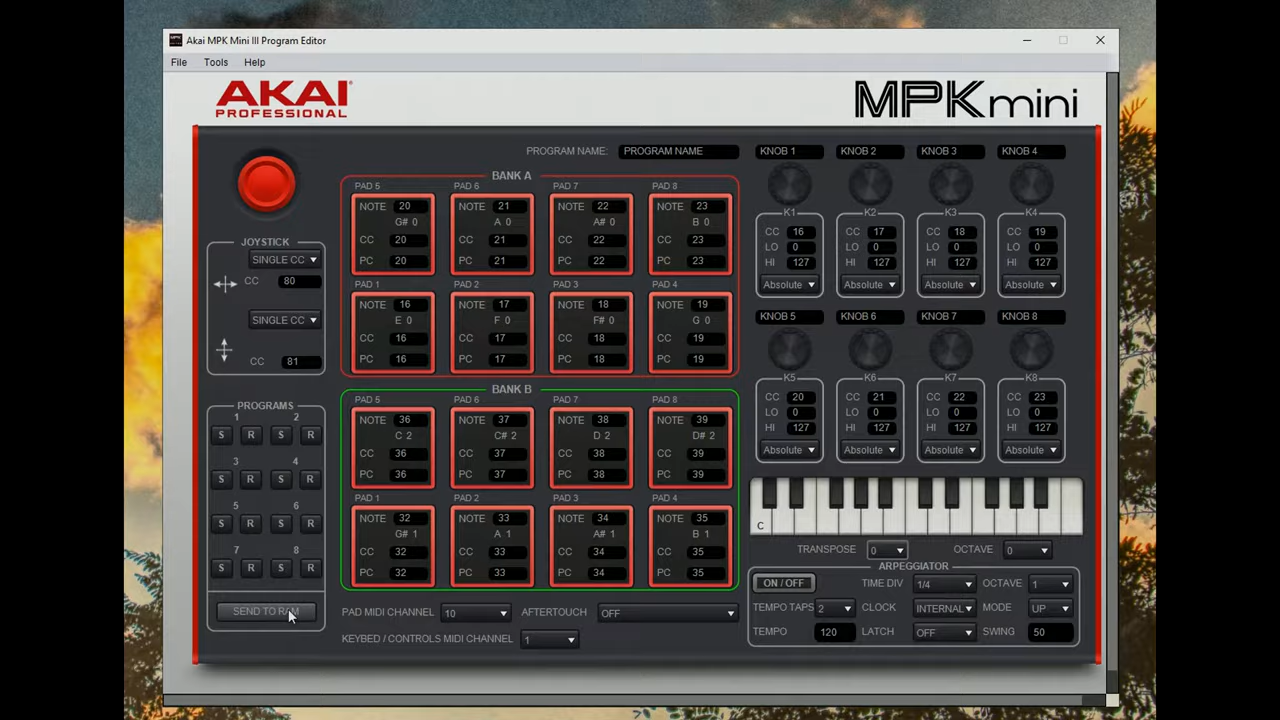 Akai MPK Mini III Program Editor
File Tools Help
AKAI
PROFESSIONAL
MPKmini
PROGRAM NAME: PROGRAM NAME
JOYSTICK
SINGLE CC
CC 80
SINGLE CC
CC 81
PROGRAMS
1 2
S R S R
3 4
S R S R
5 6
S R S R
7 8
S R S R
SEND TO RAM
BANK A
PAD 5 PAD 6 PAD 7 PAD 8
NOTE 20 NOTE 21 NOTE 22 NOTE 23
G# 0 A 0 A# 0 B 0
CC 20 CC 21 CC 22 CC 23
PC 20 PC 21 PC 22 PC 23
PAD 1 PAD 2 PAD 3 PAD 4
NOTE 16 NOTE 17 NOTE 18 NOTE 19
E 0 F 0 F# 0 G 0
CC 16 CC 17 CC 18 CC 19
PC 16 PC 17 PC 18 PC 19
BANK B
PAD 5 PAD 6 PAD 7 PAD 8
NOTE 36 NOTE 37 NOTE 38 NOTE 39
C 2 C# 2 D 2 D# 2
CC 36 CC 37 CC 38 CC 39
PC 36 PC 37 PC 38 PC 39
PAD 1 PAD 2 PAD 3 PAD 4
NOTE 32 NOTE 33 NOTE 34 NOTE 35
G# 1 A 1 A# 1 B 1
CC 32 CC 33 CC 34 CC 35
PC 32 PC 33 PC 34 PC 35
PAD MIDI CHANNEL 10 AFTERTOUCH OFF
KEYBED / CONTROLS MIDI CHANNEL 1
KNOB 1 KNOB 2 KNOB 3 KNOB 4
K1 K2 K3 K4
CC 16 CC 17 CC 18 CC 19
LO 0 LO 0 LO 0 LO 0
HI 127 HI 127 HI 127 HI 127
Absolute Absolute Absolute Absolute
KNOB 5 KNOB 6 KNOB 7 KNOB 8
K5 K6 K7 K8
CC 20 CC 21 CC 22 CC 23
LO 0 LO 0 LO 0 LO 0
HI 127 HI 127 HI 127 HI 127
Absolute Absolute Absolute Absolute
C
TRANSPOSE 0 OCTAVE 0
ARPEGGIATOR
ON / OFF TIME DIV 1/4 OCTAVE 1
TEMPO TAPS 2 CLOCK INTERNAL MODE UP
TEMPO 120 LATCH OFF SWING 50